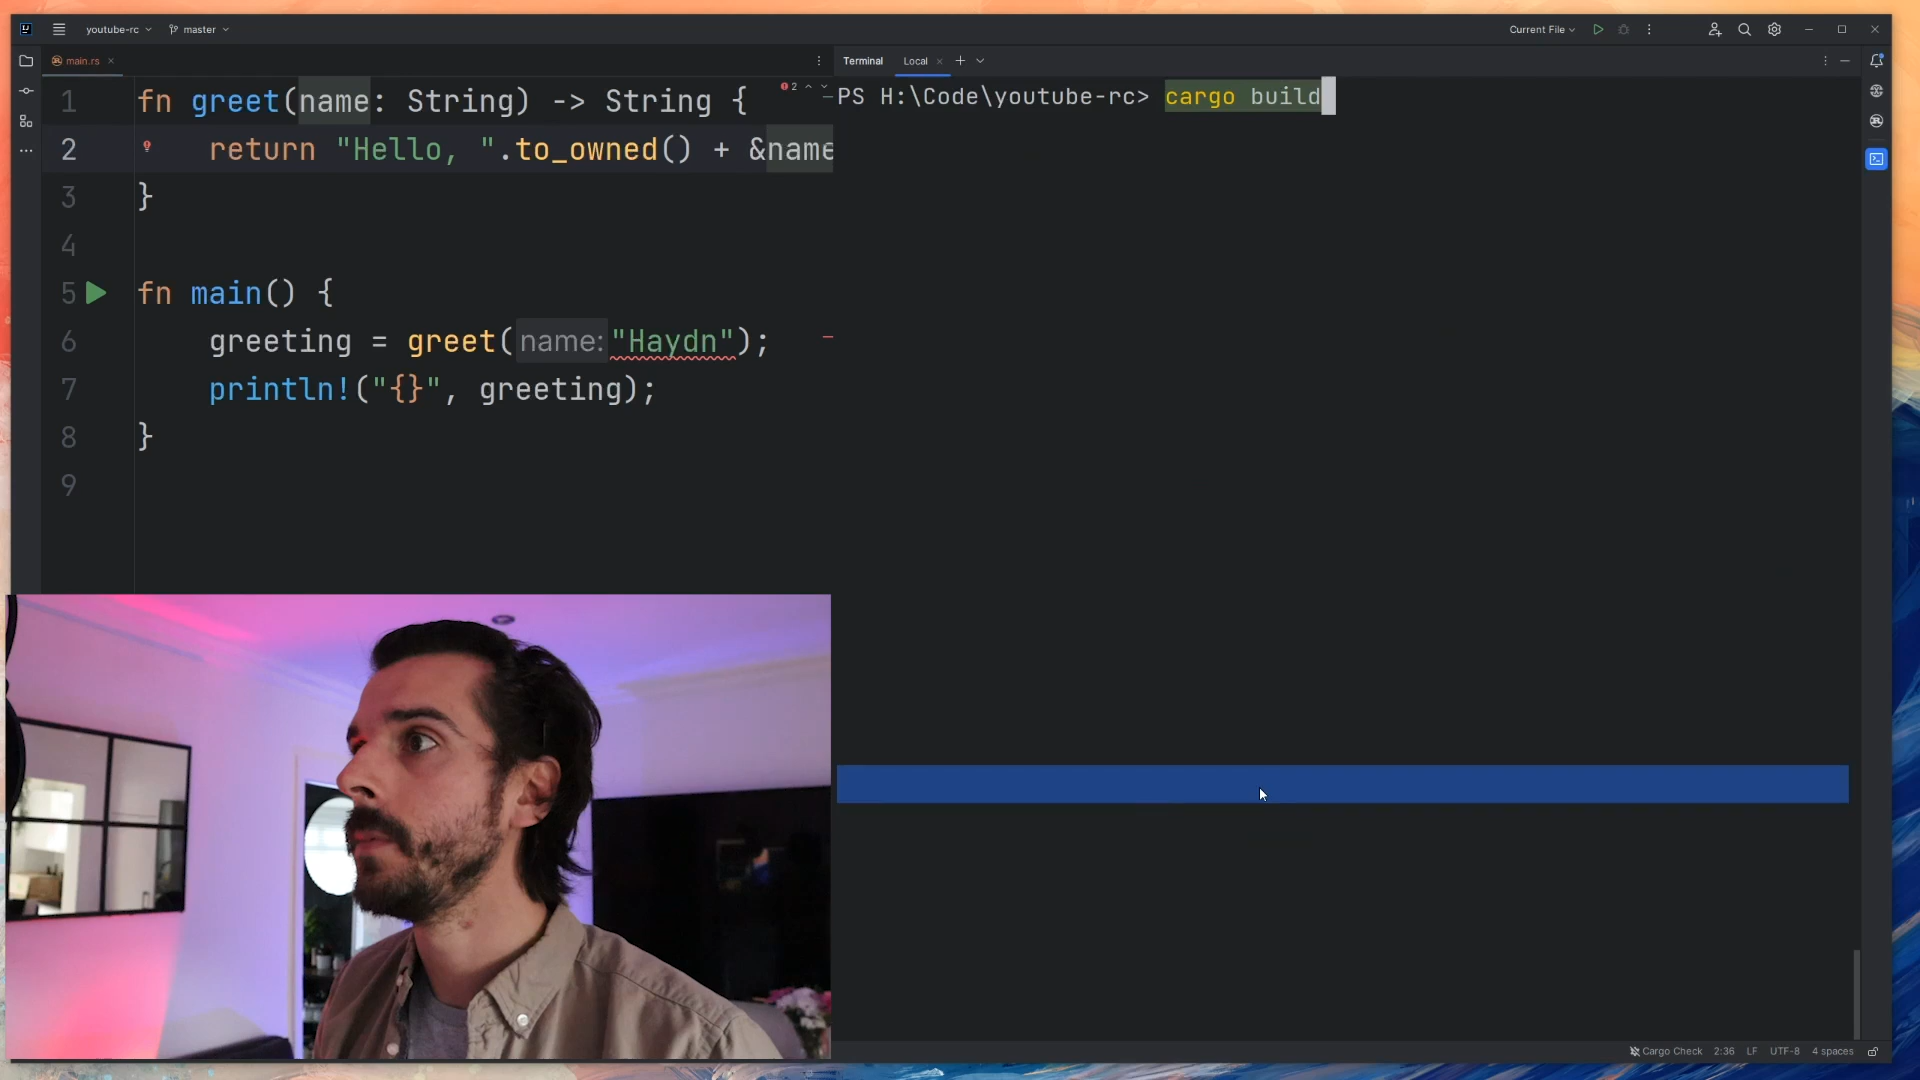 youtube-rc
master
Current File
main.rs
Terminal
Local
2
1 fn greet(name: String) -> String {
2 return "Hello, ".to_owned() + &name
3 }
4
5 fn main() {
6 greeting = greet(name:"Haydn");
7 println!("{}", greeting);
8 }
9
PS H:\Code\youtube-rc> cargo build
Cargo Check 2:36 LF UTF-8 4 spaces